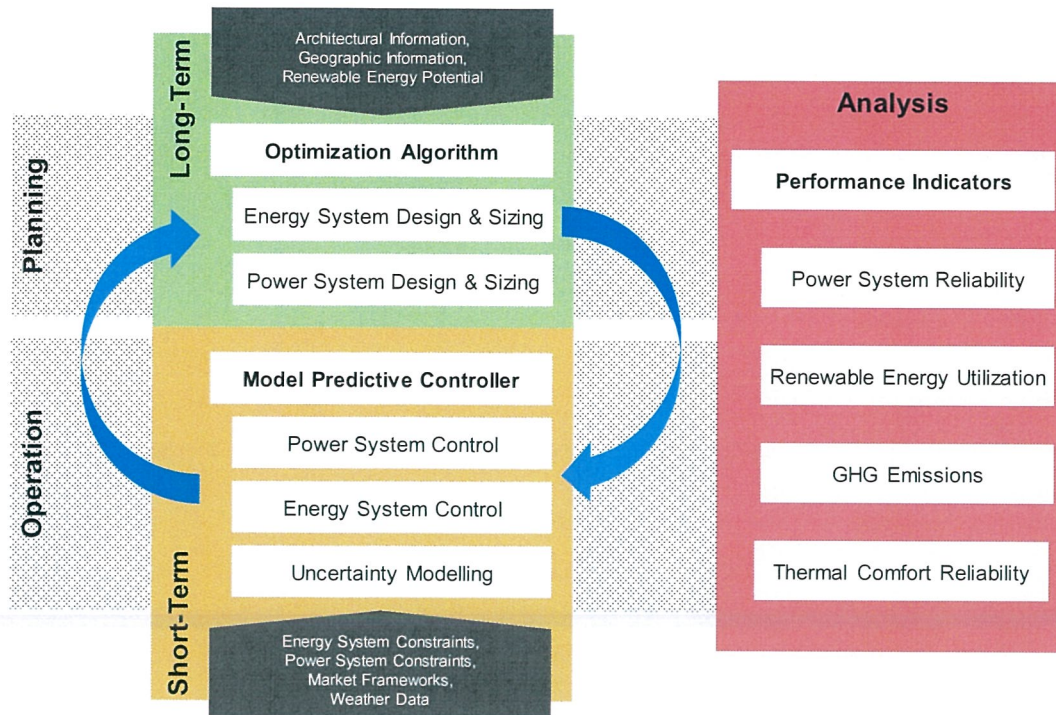 Architectural Information,
Geographic Information,
Renewable Energy Potential
Long-Term
Planning
Optimization Algorithm
Energy System Design & Sizing
Power System Design & Sizing
Operation
Short-Term
Model Predictive Controller
Power System Control
Energy System Control
Uncertainty Modelling
Energy System Constraints,
Power System Constraints,
Market Frameworks,
Weather Data
Analysis
Performance Indicators
Power System Reliability
Renewable Energy Utilization
GHG Emissions
Thermal Comfort Reliability